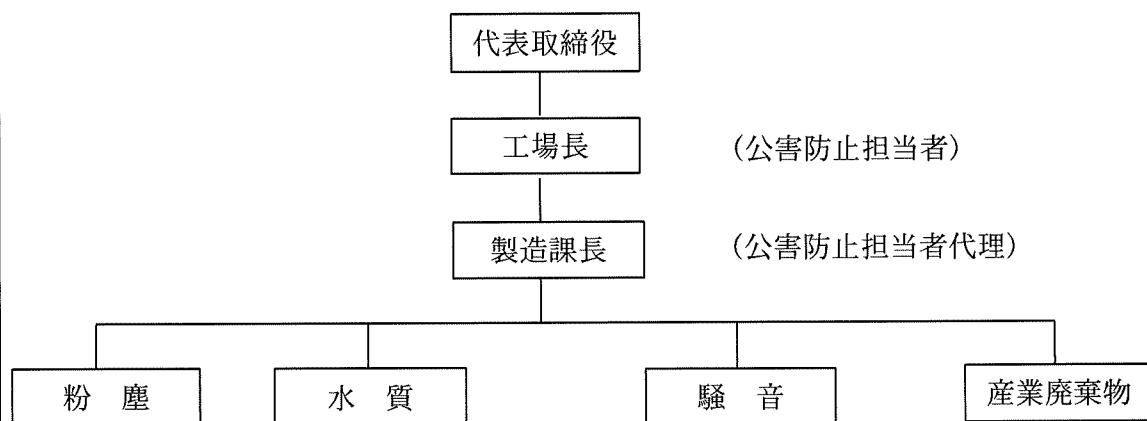 代表取締役
工場長 (公害防止担当者)
製造課長 (公害防止担当者代理)
粉 塵 水 質 騒 音 産業廃棄物